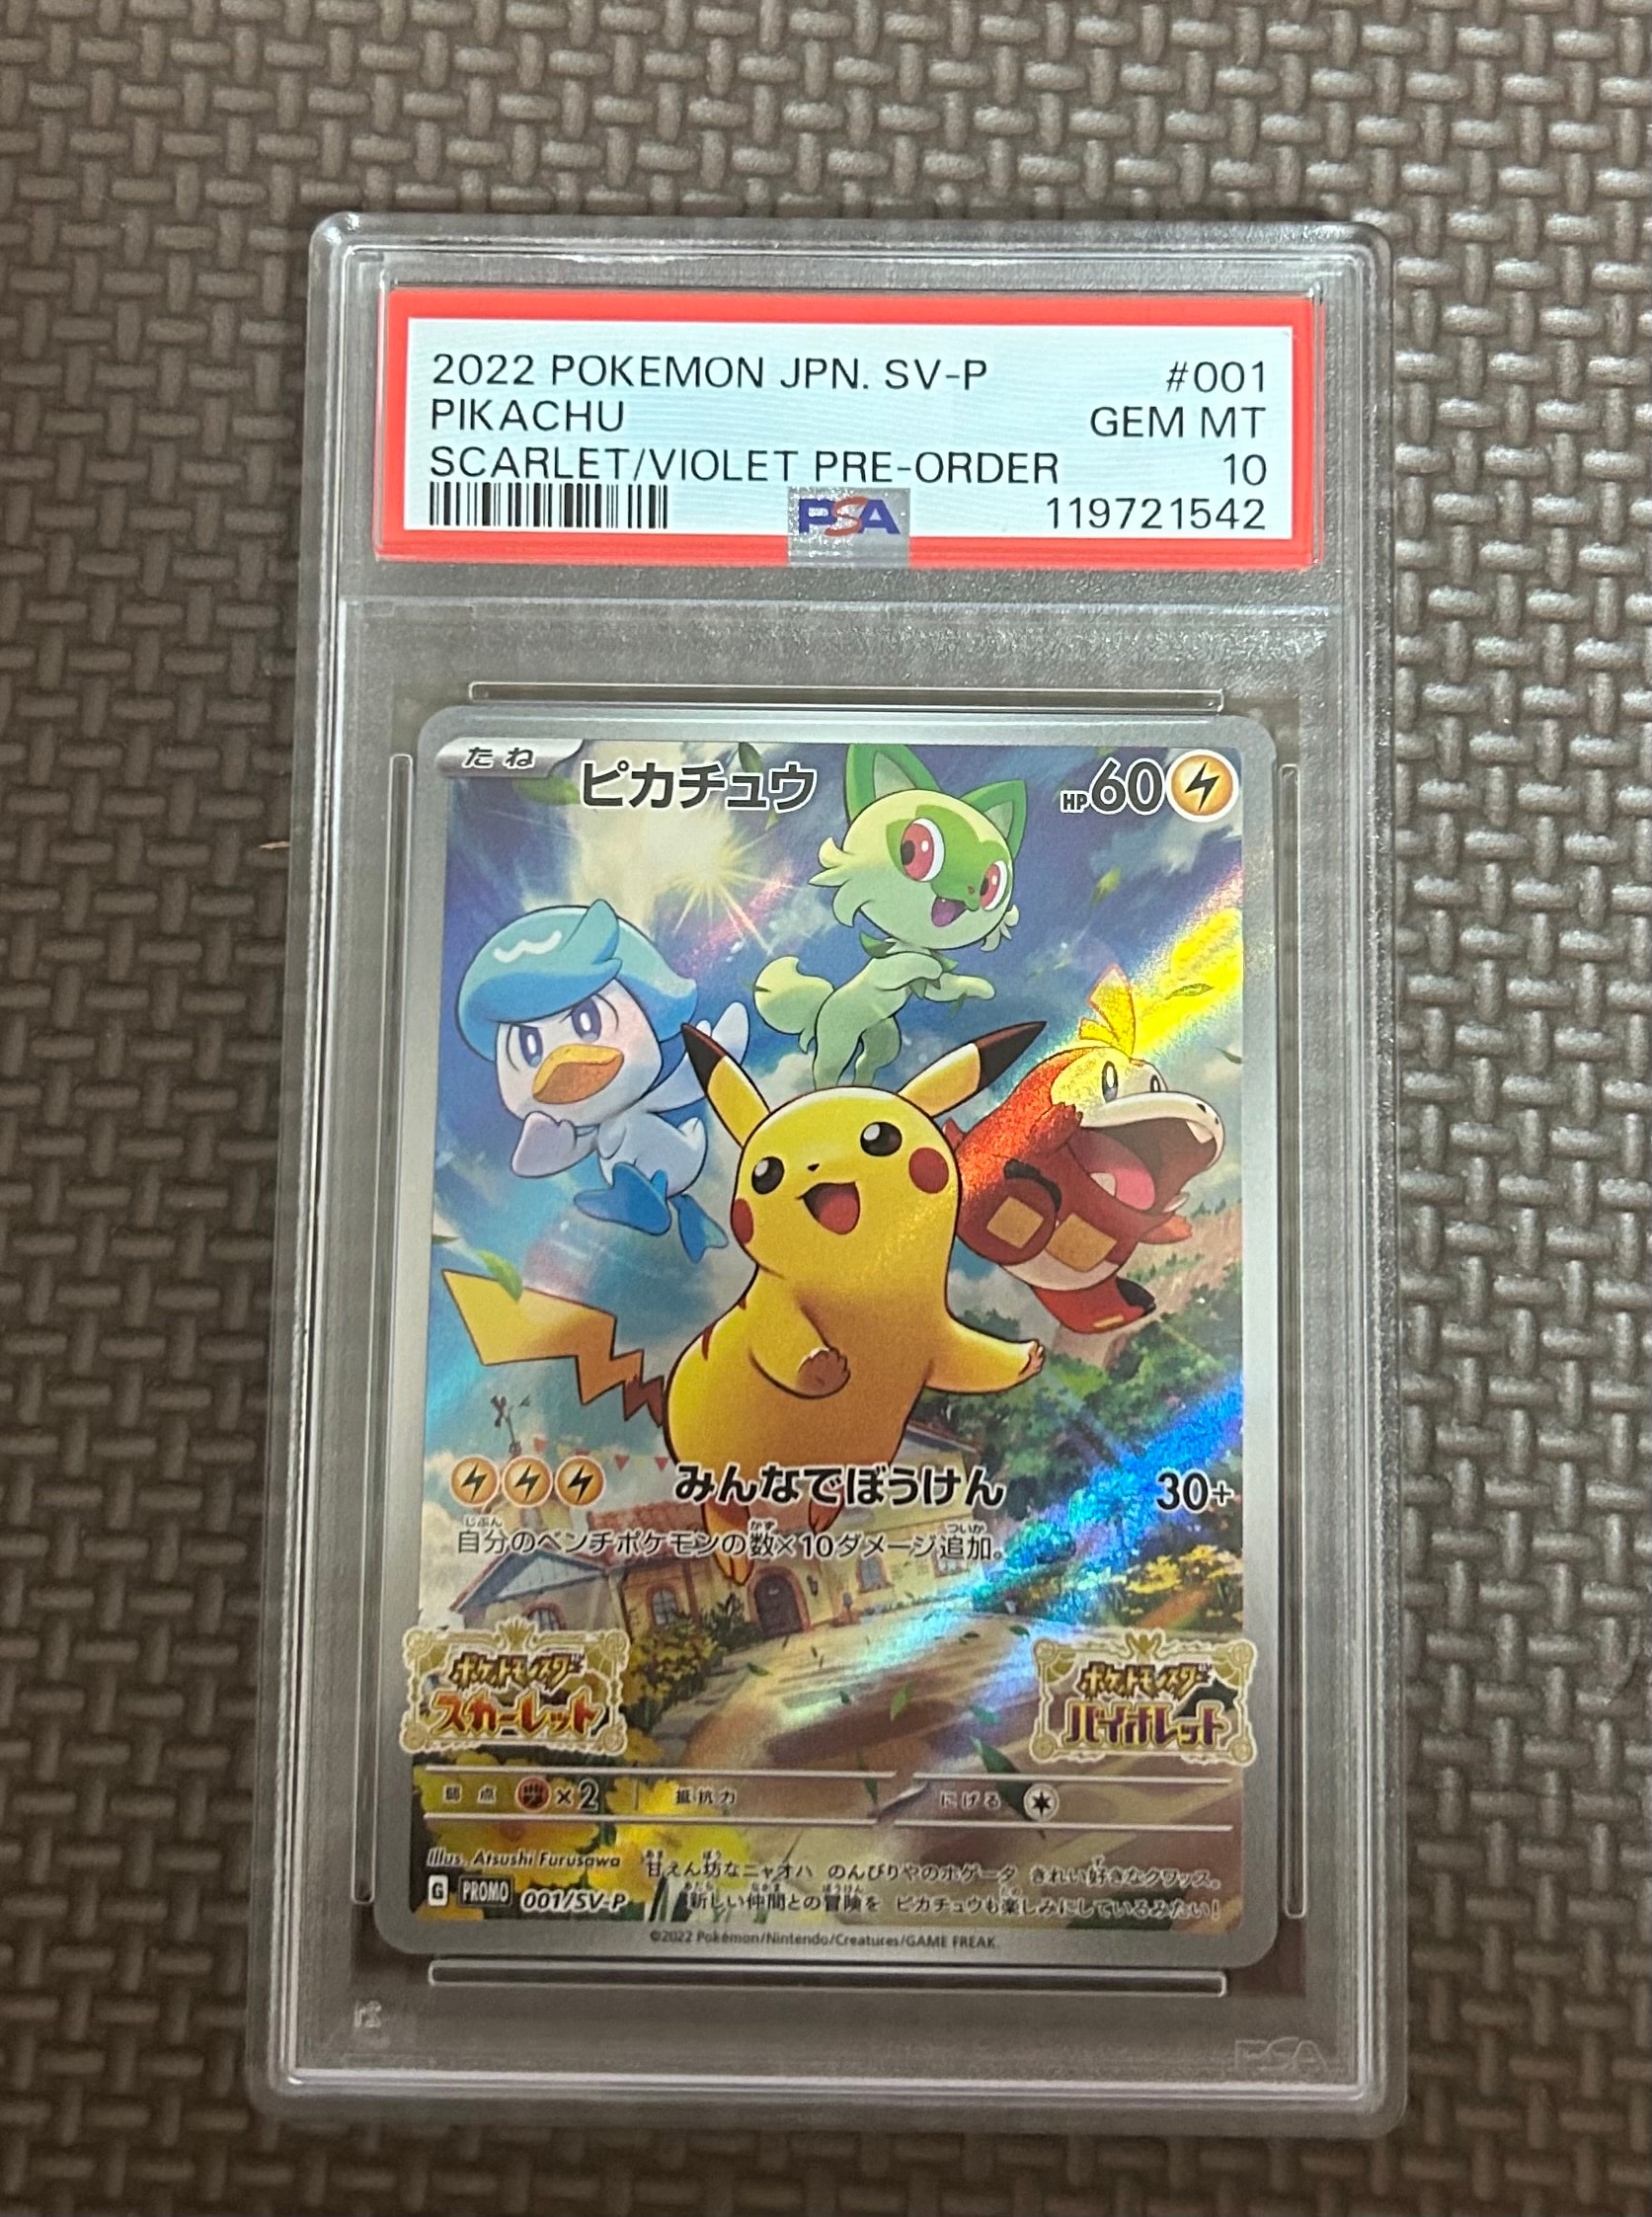 2022 POKEMON JPN. SV-P #001
PIKACHU GEM MT
SCARLET/VIOLET PRE-ORDER 10
PSA 119721542
たね ピカチュウ HP60
みんなでぼうけん 30+
じぶん かず ついか
自分のベンチポケモンの数×10ダメージ追加。
ポケットモンスター ポケットモンスター
スカーレット バイオレット
弱点 ×2 抵抗力 にげる
Illus. Atsushi Furusawa 甘えん坊なニャオハ のんびりやのホゲータ きれい好きなクワッス。
G PROMO 001/SV-P 新しい仲間との冒険を ピカチュウも楽しみにしているみたい!
©2022 Pokémon/Nintendo/Creatures/GAME FREAK.
PSA